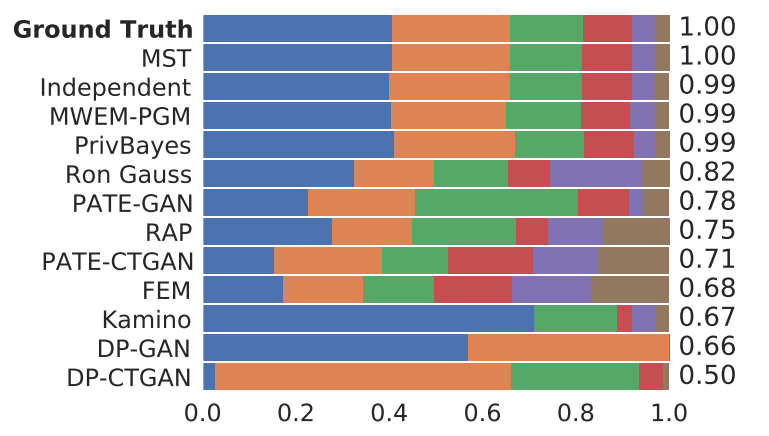 Ground Truth 1.00
MST 1.00
Independent 0.99
MWEM-PGM 0.99
PrivBayes 0.99
Ron Gauss 0.82
PATE-GAN 0.78
RAP 0.75
PATE-CTGAN 0.71
FEM 0.68
Kamino 0.67
DP-GAN 0.66
DP-CTGAN 0.50
0.0 0.2 0.4 0.6 0.8 1.0